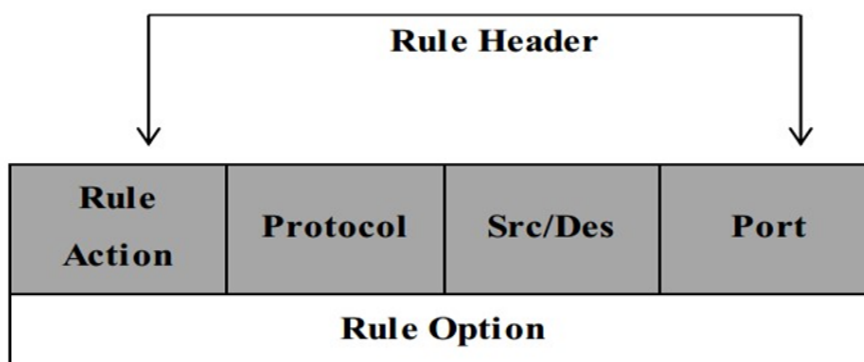 Rule Header
Rule
Action
Protocol
Src/Des
Port
Rule Option